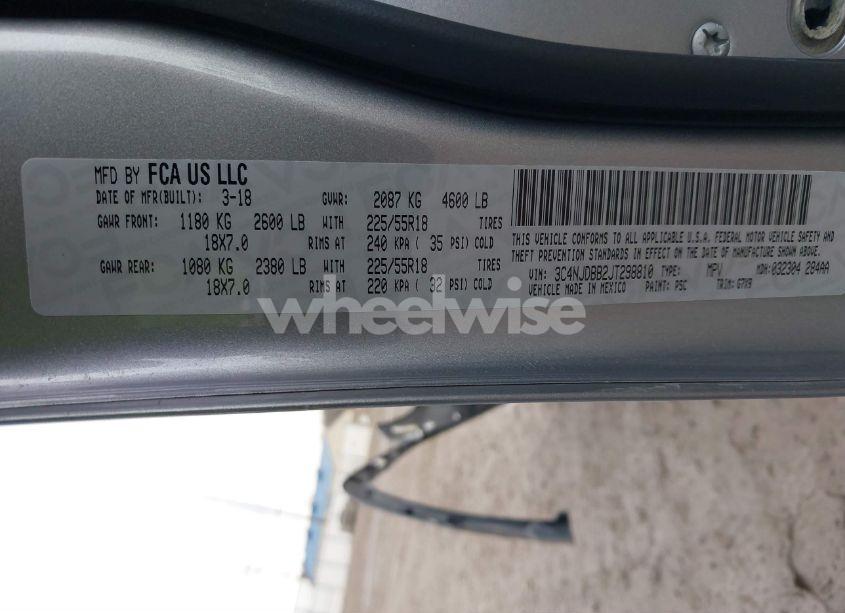 MFD BY FCA US LLC
DATE OF MFR(BUILT): 3-18 GVWR: 2087 KG 4600 LB
GAWR FRONT: 1180 KG 2600 LB WITH 225/55R18 TIRES
18X7.0 RIMS AT 240 KPA ( 35 PSI) COLD
GAWR REAR: 1080 KG 2380 LB WITH 225/55R18 TIRES
18X7.0 RIMS AT 220 KPA ( 32 PSI) COLD
THIS VEHICLE CONFORMS TO ALL APPLICABLE U.S.A. FEDERAL MOTOR VEHICLE SAFETY AND
THEFT PREVENTION STANDARDS IN EFFECT ON THE DATE OF MANUFACTURE SHOWN ABOVE.
VIN: 3C4NJDBB2JT298810 TYPE: MPV MDH: 032304 284AA
VEHICLE MADE IN MEXICO PAINT: PSC TRIM: G7X9
wheelwise